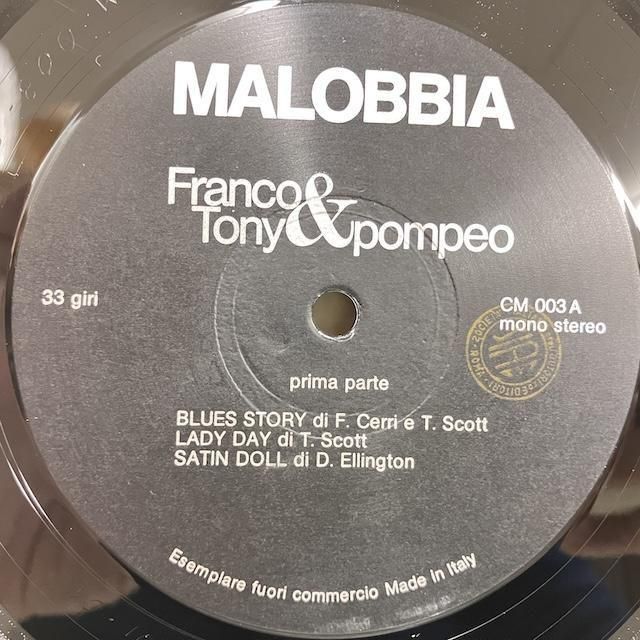 MALOBBIA
Franco &
Tony pompeo
33 giri
CM 003 A
mono stereo
prima parte
BLUES STORY di F. Cerri e T. Scott
LADY DAY di T. Scott
SATIN DOLL di D. Ellington
Esemplare fuori commercio Made in Italy